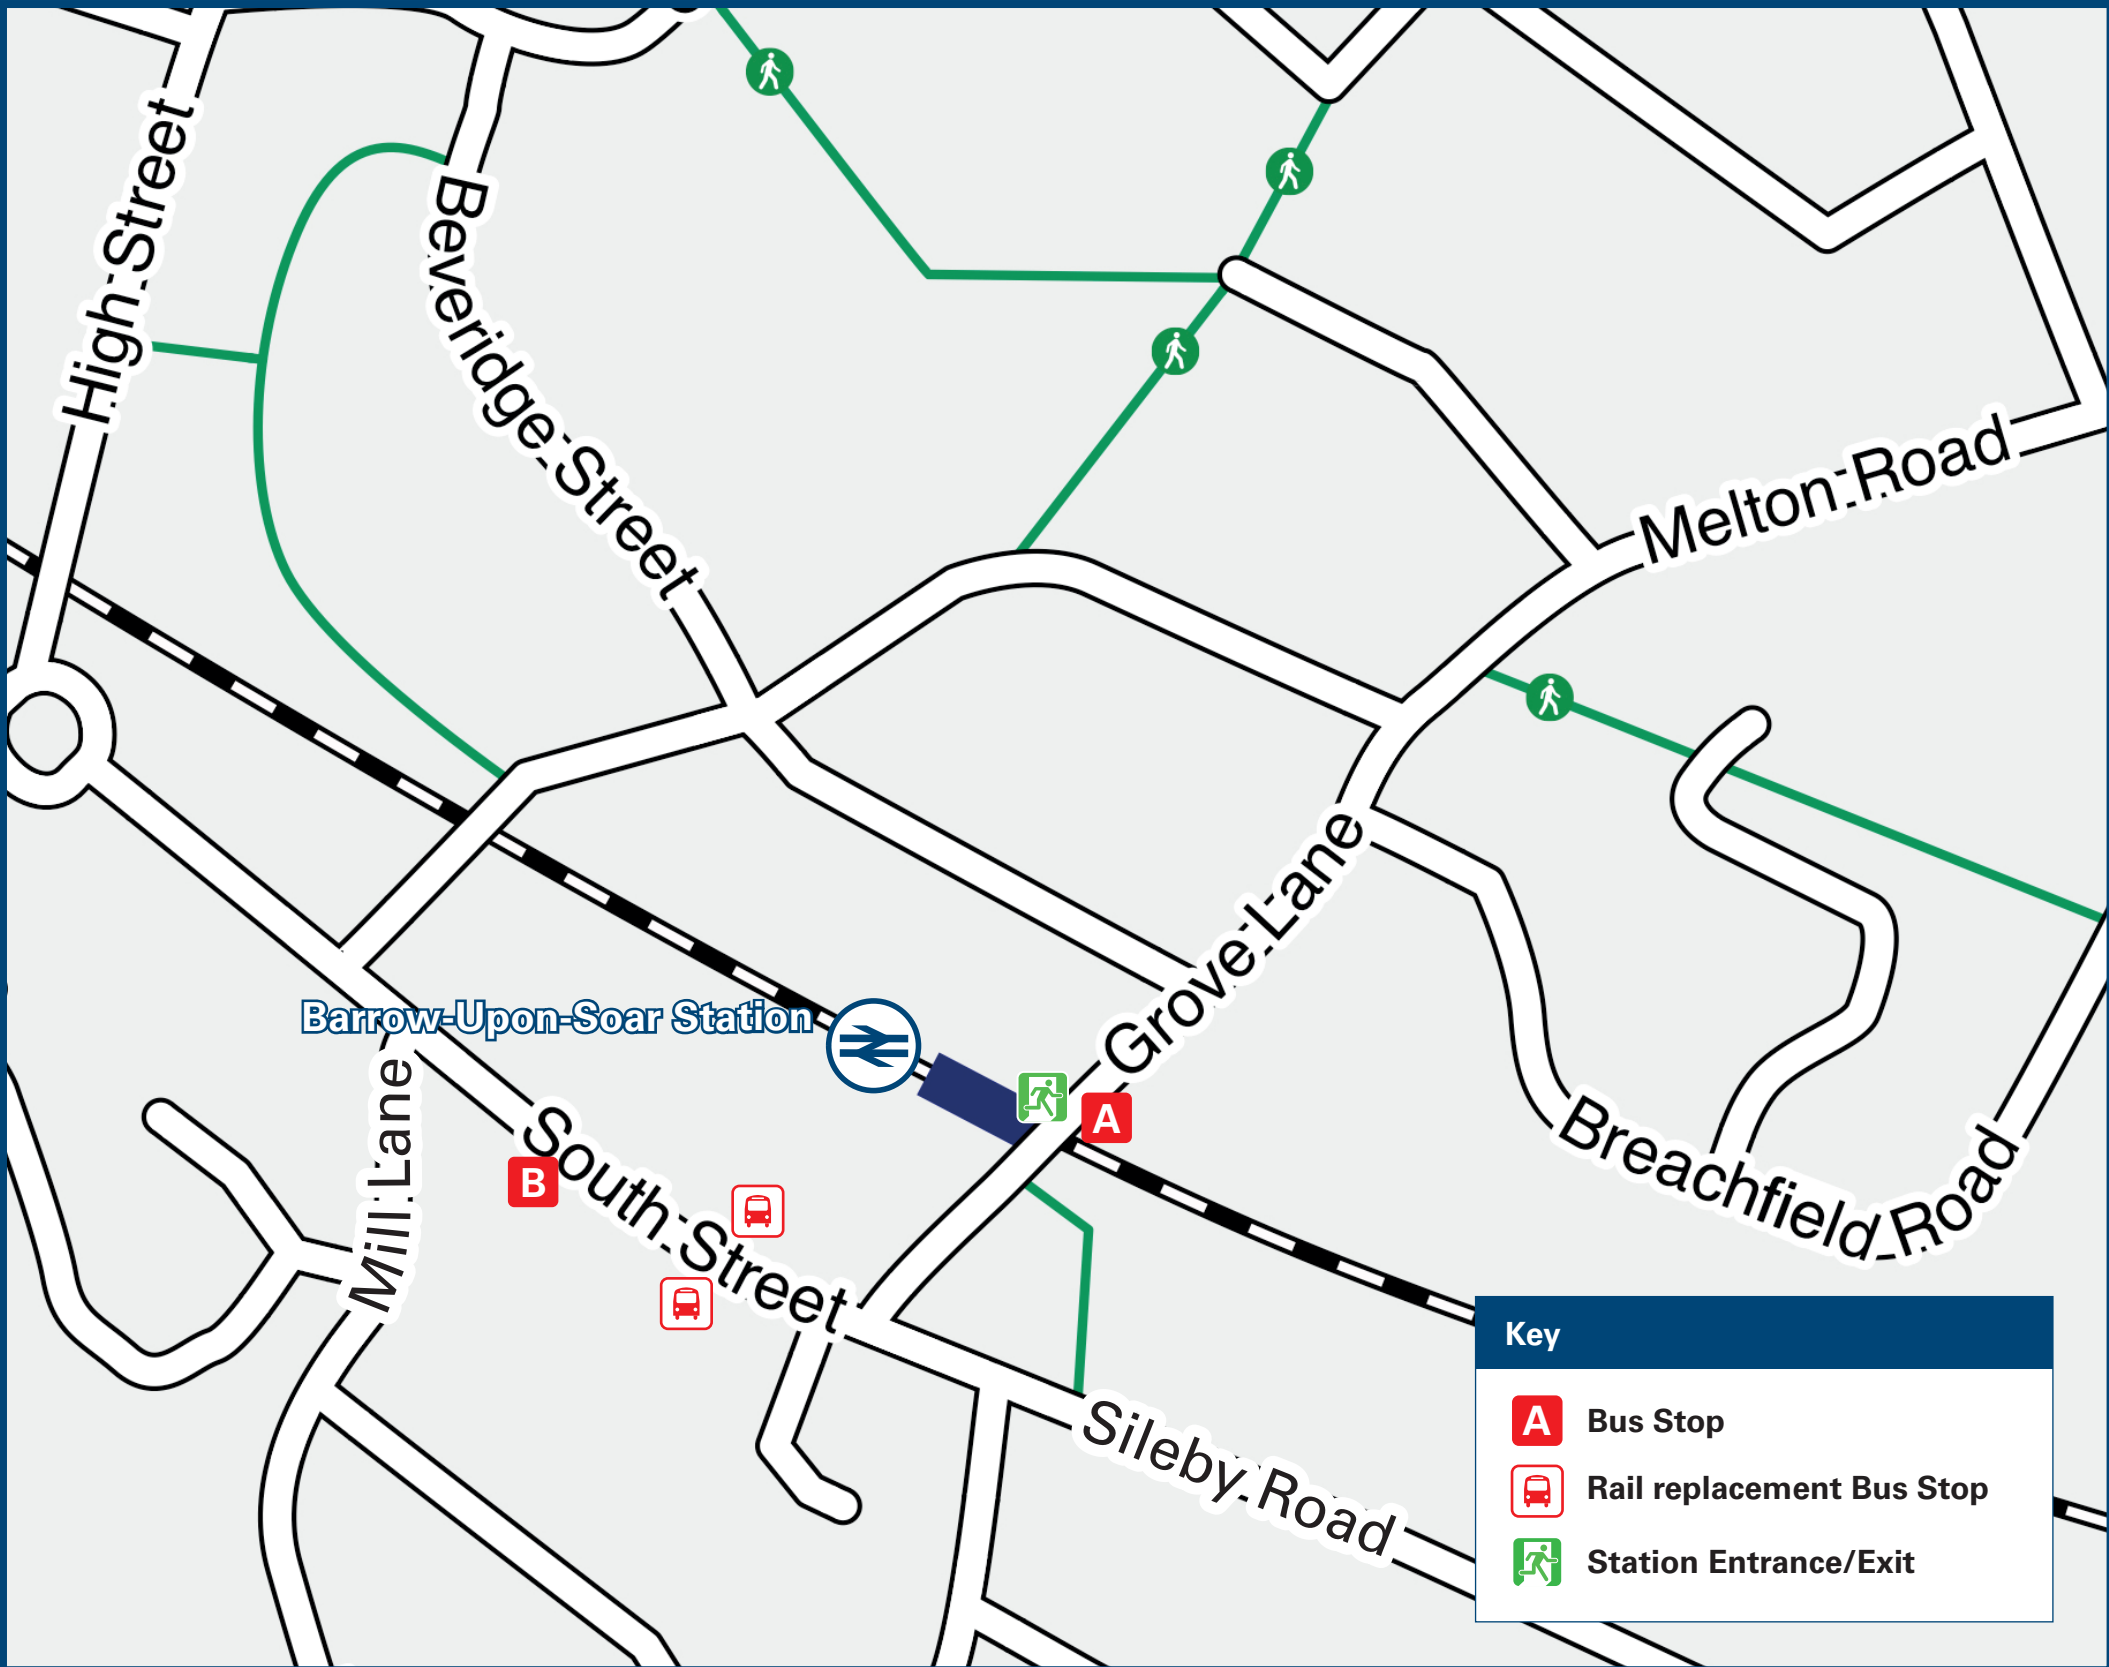 High Street
Beveridge Street
Melton Road
Grove Lane
Barrow-Upon-Soar Station
A
Mill Lane
B
South Street
Breachfield Road
Sileby Road
Key
A Bus Stop
Rail replacement Bus Stop
Station Entrance/Exit